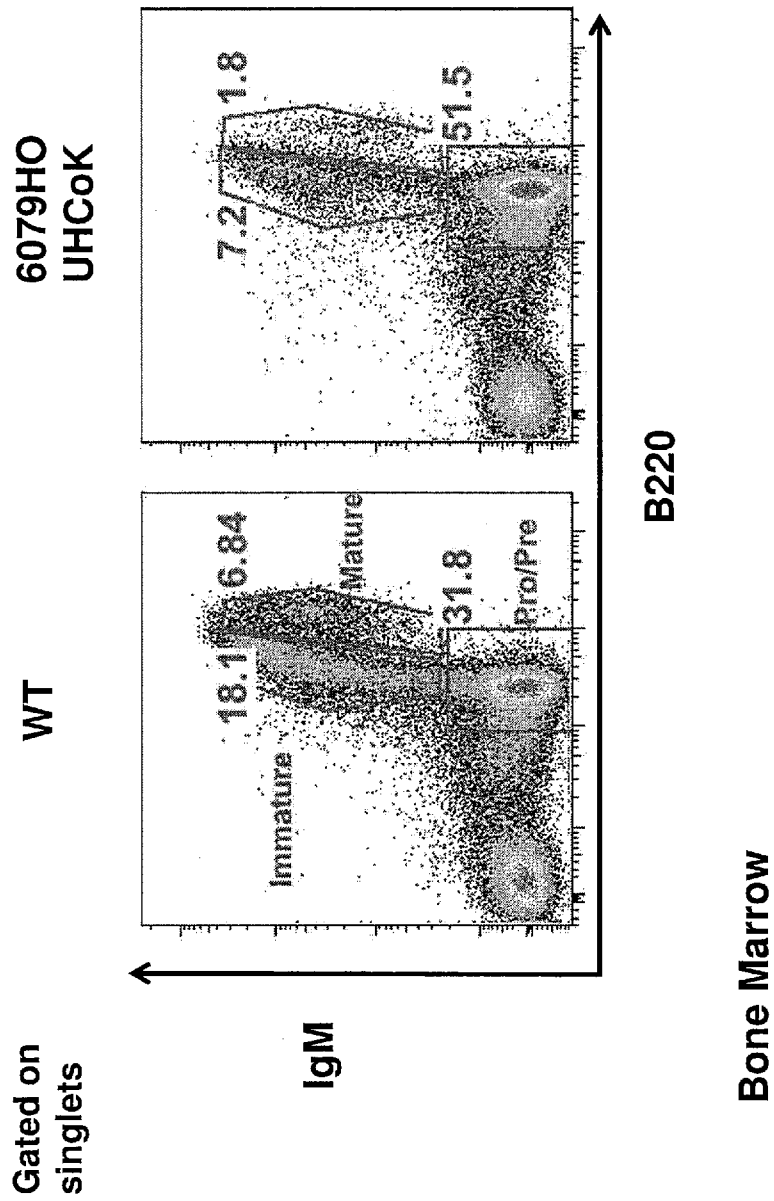 Gated on
singlets
WT
6079HO
UHCoK
IgM
18.1
6.84
Immature
Mature
31.8
Pro/Pre
7.2
1.8
51.5
B220
Bone Marrow